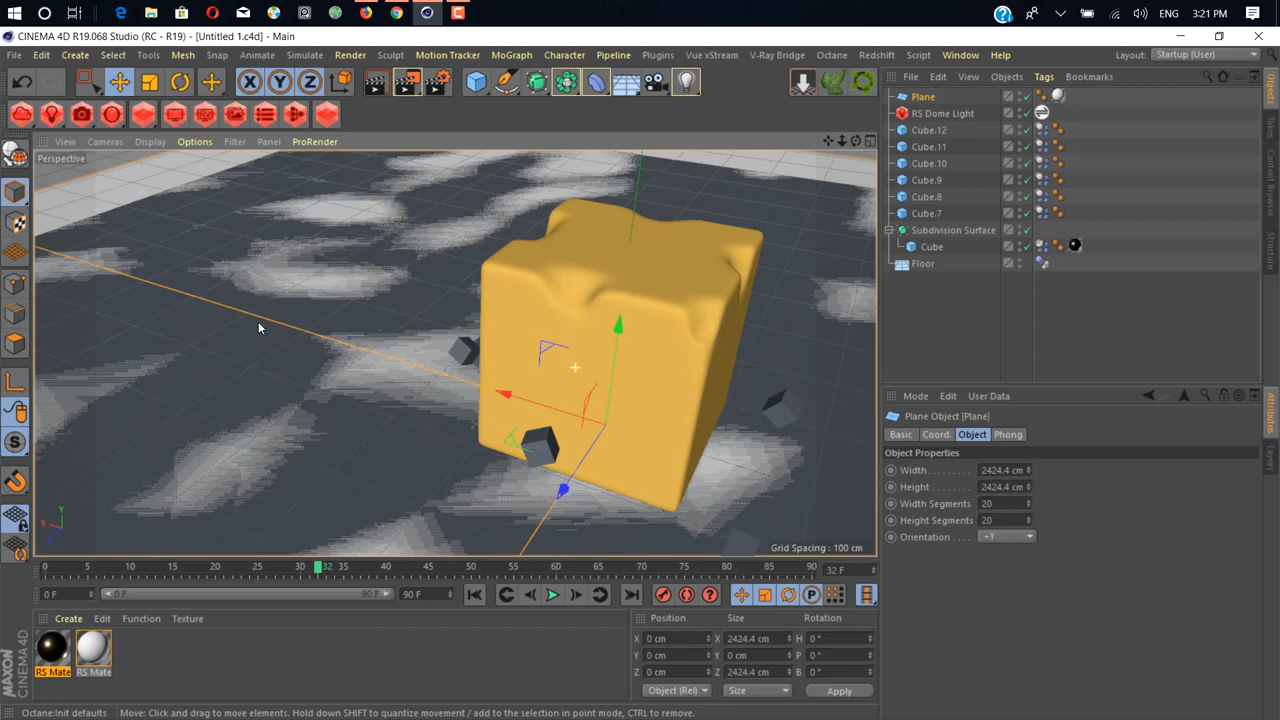 ENG 3:21 PM
CINEMA 4D R19.068 Studio (RC - R19) - [Untitled 1.c4d] - Main
File Edit Create Select Tools Mesh Snap Animate Simulate Render Sculpt Motion Tracker MoGraph Character Pipeline Plugins Vue xStream V-Ray Bridge Octane Redshift Script Window Help Layout: Startup (User)
X Y Z
File Edit View Objects Tags Bookmarks
View Cameras Display Options Filter Panel ProRender
Perspective
Plane
RS Dome Light
Cube.12
Cube.11
Cube.10
Cube.9
Cube.8
Cube.7
Subdivision Surface
Cube
Floor
Objects
Takes
Content Browser
Structure
Mode Edit User Data
Plane Object [Plane]
Basic Coord. Object Phong
Object Properties
Width 2424.4 cm
Height 2424.4 cm
Width Segments 20
Height Segments 20
Orientation +Y
Attributes
Layers
Y
X
Grid Spacing : 100 cm
0 5 10 15 20 25 30 32 35 40 45 50 55 60 65 70 75 80 85 90 32 F
0 F 0 F 90 F 90 F
P
Create Edit Function Texture
RS Mate RS Mate
Position Size Rotation
X 0 cm X 2424.4 cm H 0 °
Y 0 cm Y 0 cm P 0 °
Z 0 cm Z 2424.4 cm B 0 °
Object (Rel) Size Apply
MAXON CINEMA 4D
Octane:Init defaults Move: Click and drag to move elements. Hold down SHIFT to quantize movement / add to the selection in point mode, CTRL to remove.